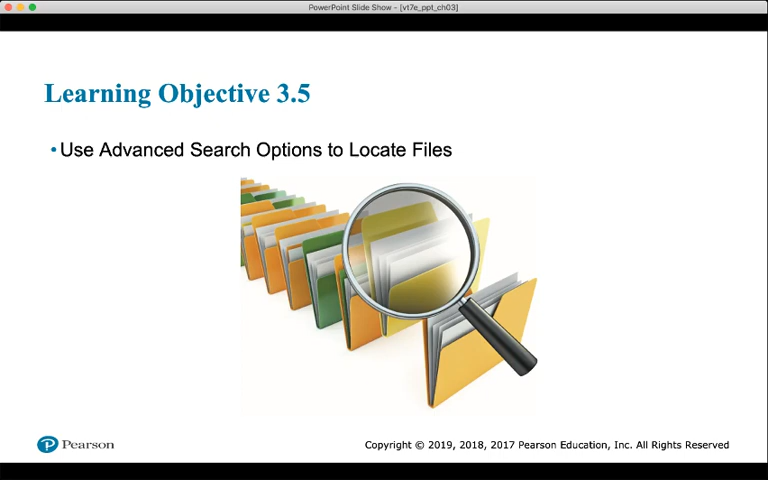 PowerPoint Slide Show - [vt7e_ppt_ch03]
Learning Objective 3.5
•Use Advanced Search Options to Locate Files
P Pearson
Copyright © 2019, 2018, 2017 Pearson Education, Inc. All Rights Reserved